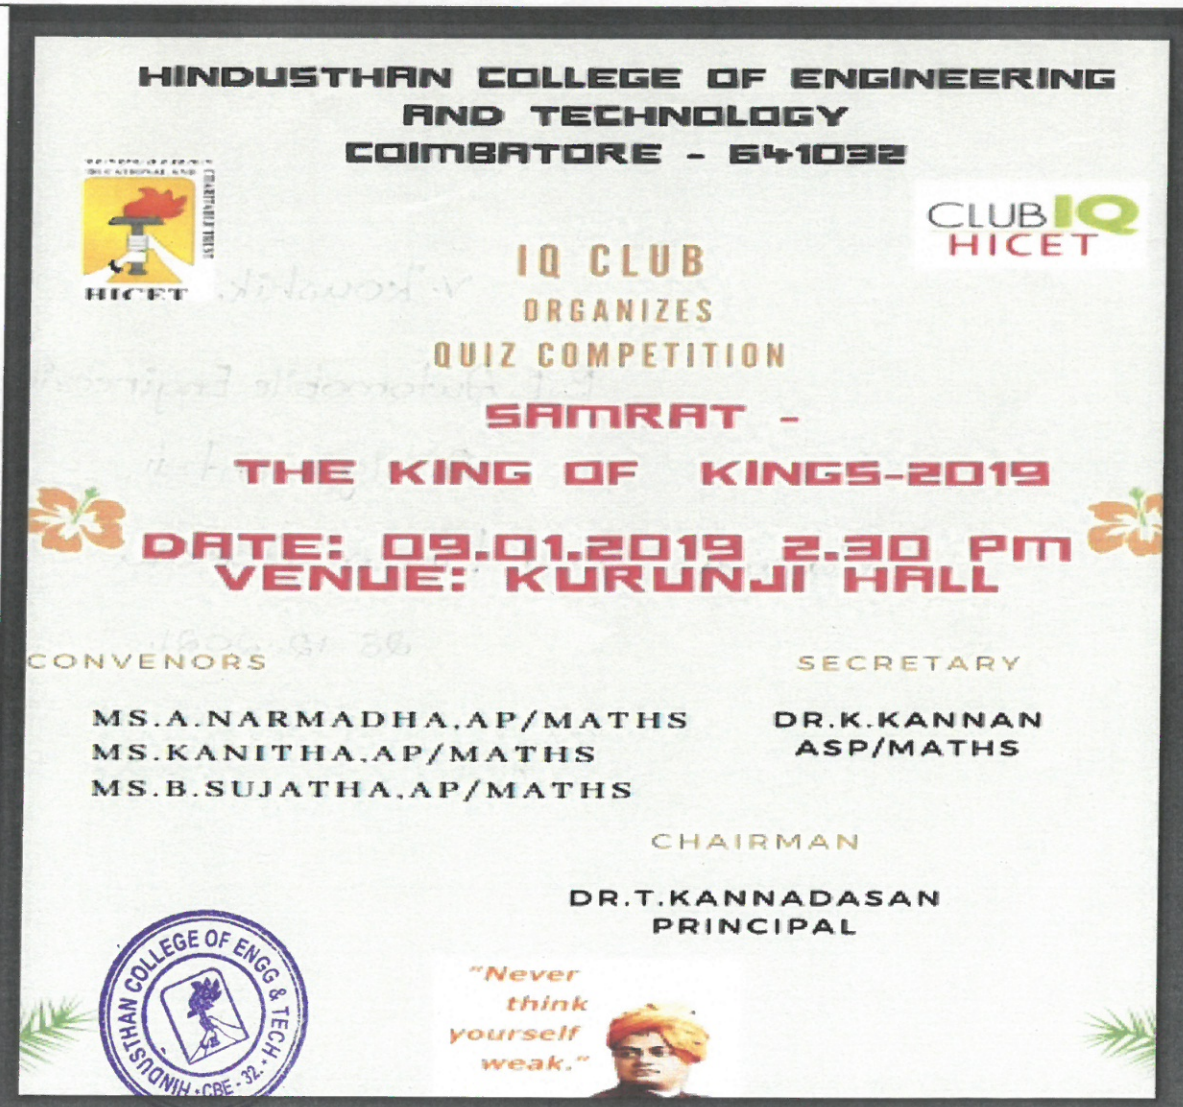 HINDUSTHAN COLLEGE OF ENGINEERING
AND TECHNOLOGY
COIMBATORE - 641032
CHARITABLE TRUST
HICET
CLUB IQ
HICET
IQ CLUB
ORGANIZES
QUIZ COMPETITION
SAMRAT -
THE KING OF KINGS-2019
DATE: 09.01.2019 2.30 PM
VENUE: KURUNJI HALL
CONVENORS
MS.A.NARMADHA,AP/MATHS
MS.KANITHA,AP/MATHS
MS.B.SUJATHA,AP/MATHS
SECRETARY
DR.K.KANNAN
ASP/MATHS
CHAIRMAN
DR.T.KANNADASAN
PRINCIPAL
HINDUSTHAN COLLEGE OF ENGG & TECH. · CBE - 32. ·
"Never
think
yourself
weak."